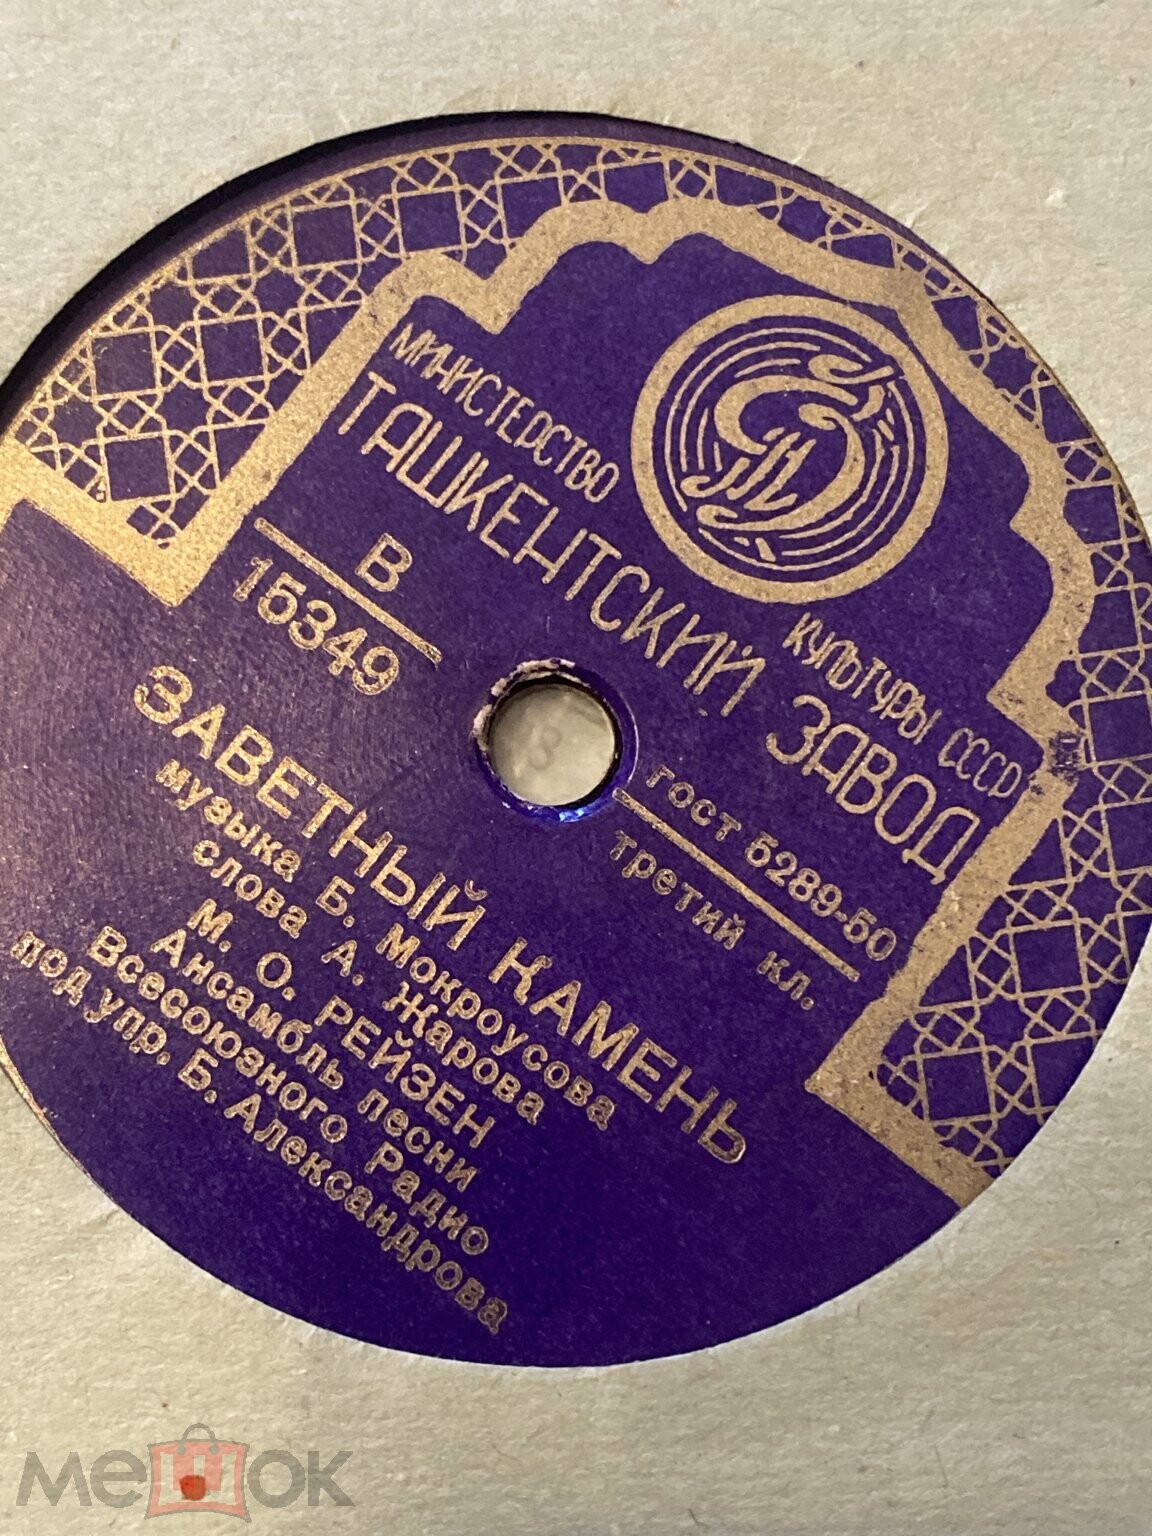 МИНИСТЕРСТВО КУЛЬТУРЫ СССР
ТАШКЕНТСКИЙ ЗАВОД
В
15349
ГОСТ 5289-50
третий кл.
ЗАВЕТНЫЙ КАМЕНЬ
музыка Б. Мокроусова
слова А. Жарова
М. О. РЕЙЗЕН
Ансамбль песни
Всесоюзного Радио
под упр. Б. Александрова
мешок